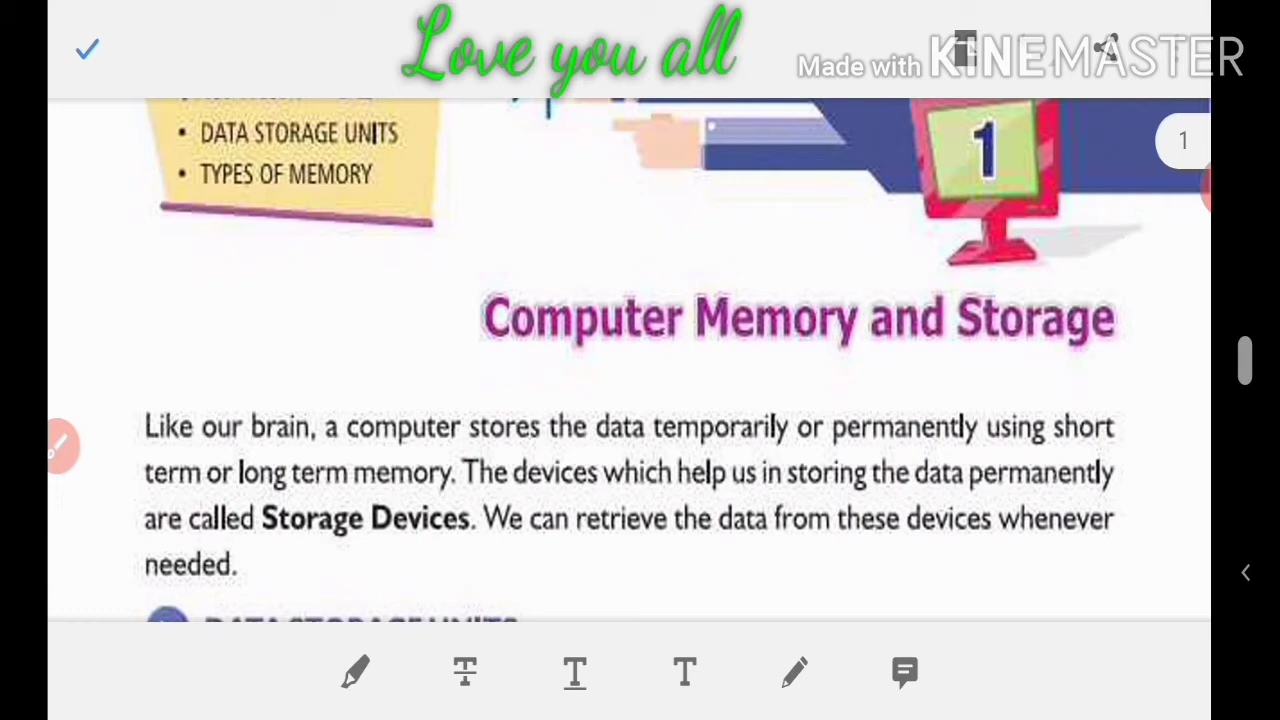 Love you all
Made with KINEMASTER
• DATA STORAGE UNITS
• TYPES OF MEMORY
1
1
Computer Memory and Storage
Like our brain, a computer stores the data temporarily or permanently using short
term or long term memory. The devices which help us in storing the data permanently
are called Storage Devices. We can retrieve the data from these devices whenever
needed.
DATA STORAGE UNITS
T
T
T